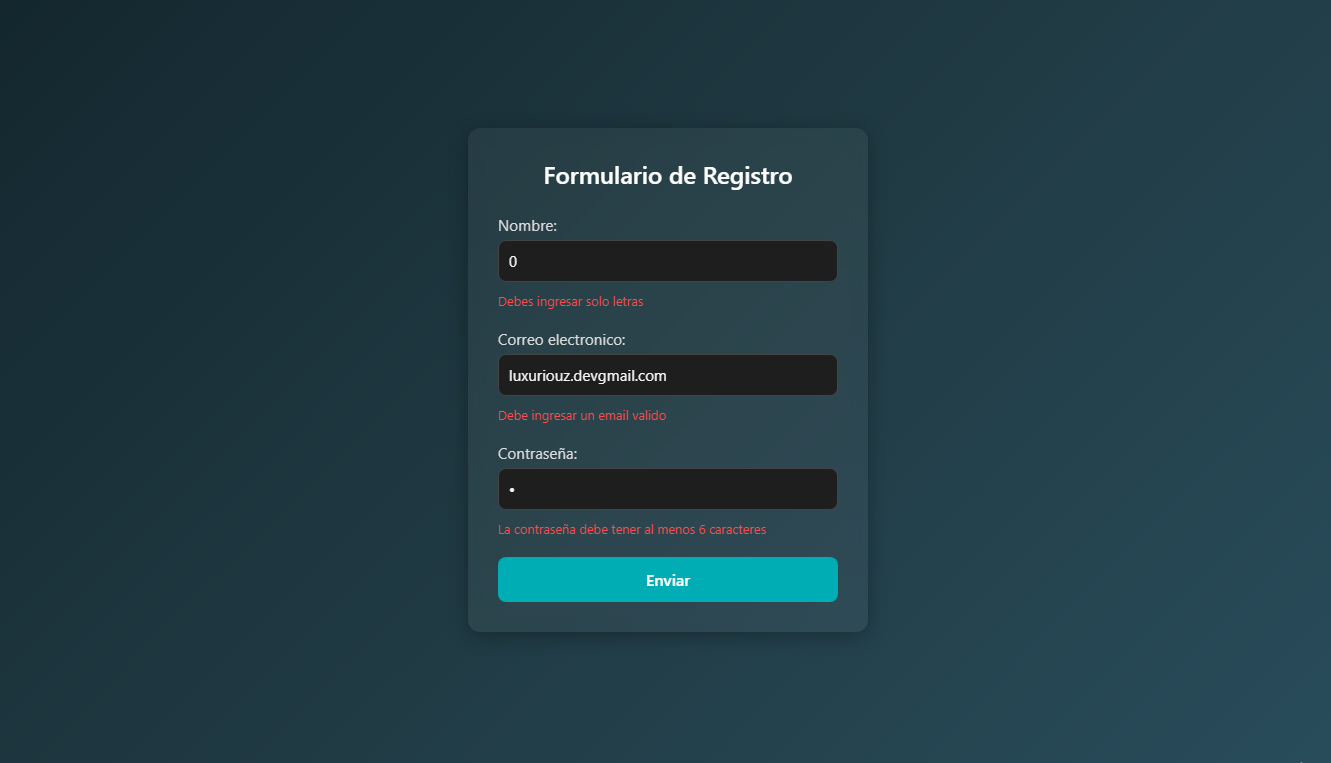 Formulario de Registro
Nombre:
0
Debes ingresar solo letras
Correo electronico:
luxuriouz.devgmail.com
Debe ingresar un email valido
Contraseña:
•
La contraseña debe tener al menos 6 caracteres
Enviar